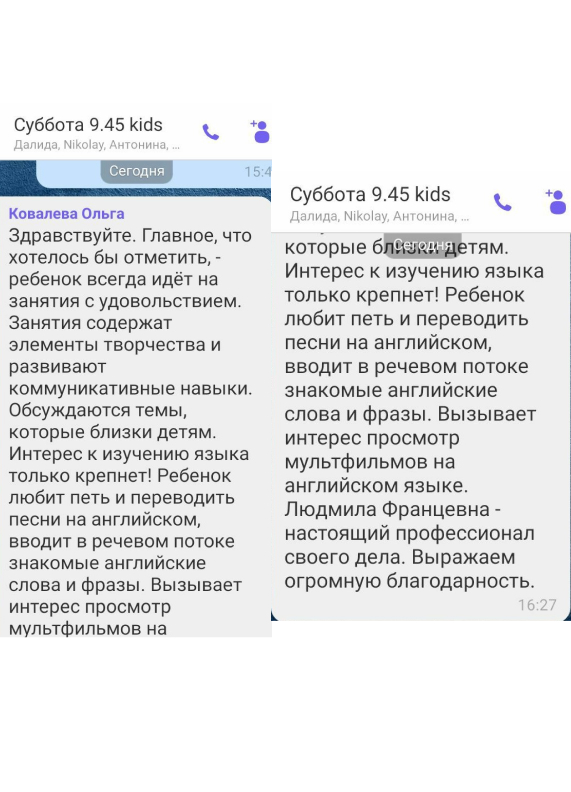 Суббота 9.45 kids
Далида, Nikolay, Антонина, ...
Сегодня
15:4
Ковалева Ольга
Здравствуйте. Главное, что
хотелось бы отметить, -
ребенок всегда идёт на
занятия с удовольствием.
Занятия содержат
элементы творчества и
развивают
коммуникативные навыки.
Обсуждаются темы,
которые близки детям.
Интерес к изучению языка
только крепнет! Ребенок
любит петь и переводить
песни на английском,
вводит в речевом потоке
знакомые английские
слова и фразы. Вызывает
интерес просмотр
мультфильмов на
Суббота 9.45 kids
Далида, Nikolay, Антонина, ...
Сегодня
которые близки детям.
Интерес к изучению языка
только крепнет! Ребенок
любит петь и переводить
песни на английском,
вводит в речевом потоке
знакомые английские
слова и фразы. Вызывает
интерес просмотр
мультфильмов на
английском языке.
Людмила Францевна -
настоящий профессионал
своего дела. Выражаем
огромную благодарность.
16:27